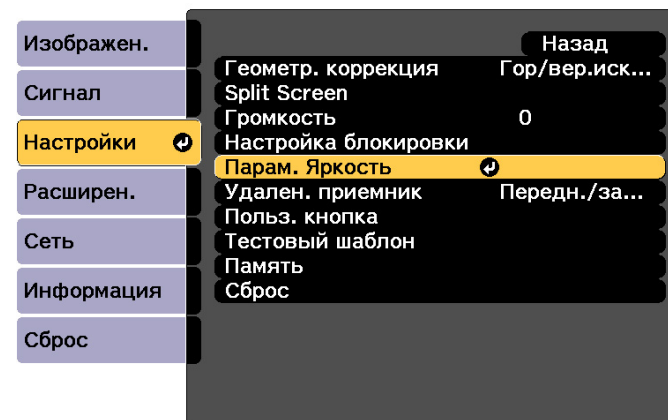 Изображен.
Сигнал
Настройки
Расширен.
Сеть
Информация
Сброс
Назад
Геометр. коррекция Гор/вер.иск...
Split Screen
Громкость 0
Настройка блокировки
Парам. Яркость
Удален. приемник Передн./за...
Польз. кнопка
Тестовый шаблон
Память
Сброс